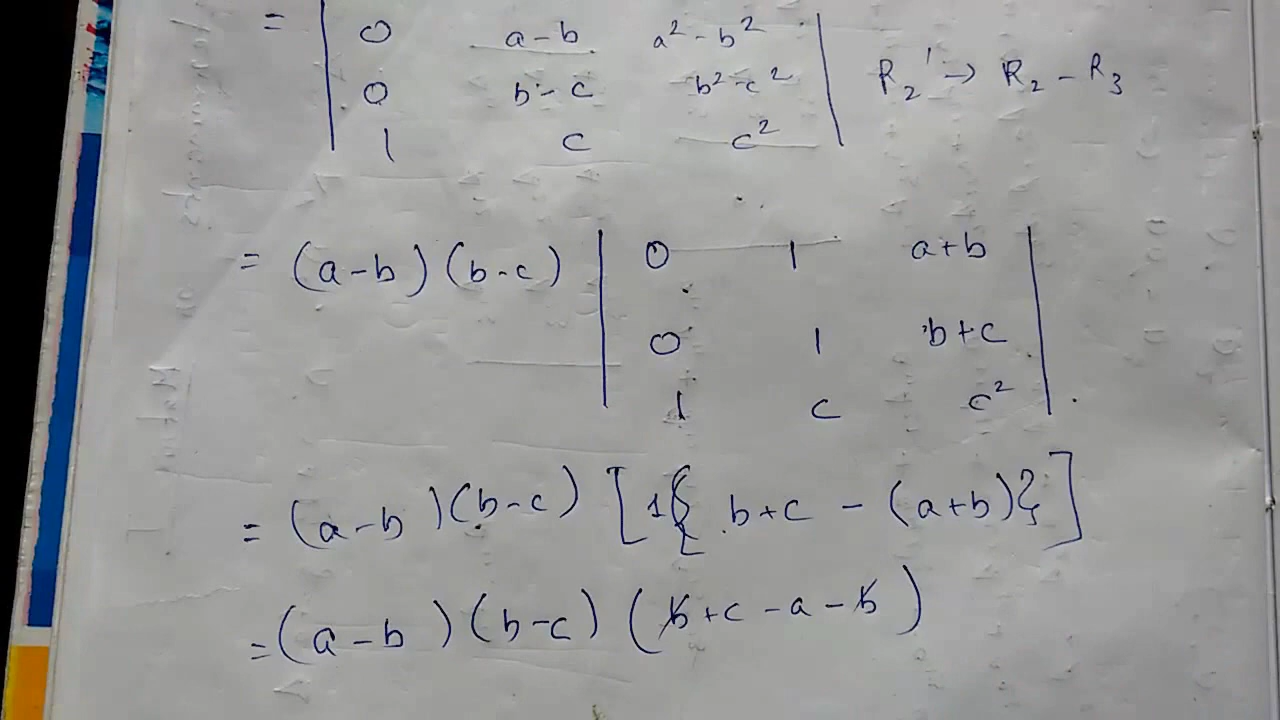 = | 0 a-b a²-b² |
| 0 b-c b²-c² | R₂' → R₂ - R₃
| 1 c c² |
= (a-b)(b-c) | 0 1 a+b |
| 0 1 b+c |
| 1 c c² | .
= (a-b)(b-c) [1{ b+c - (a+b)}]
= (a-b)(b-c)(b+c-a-b)